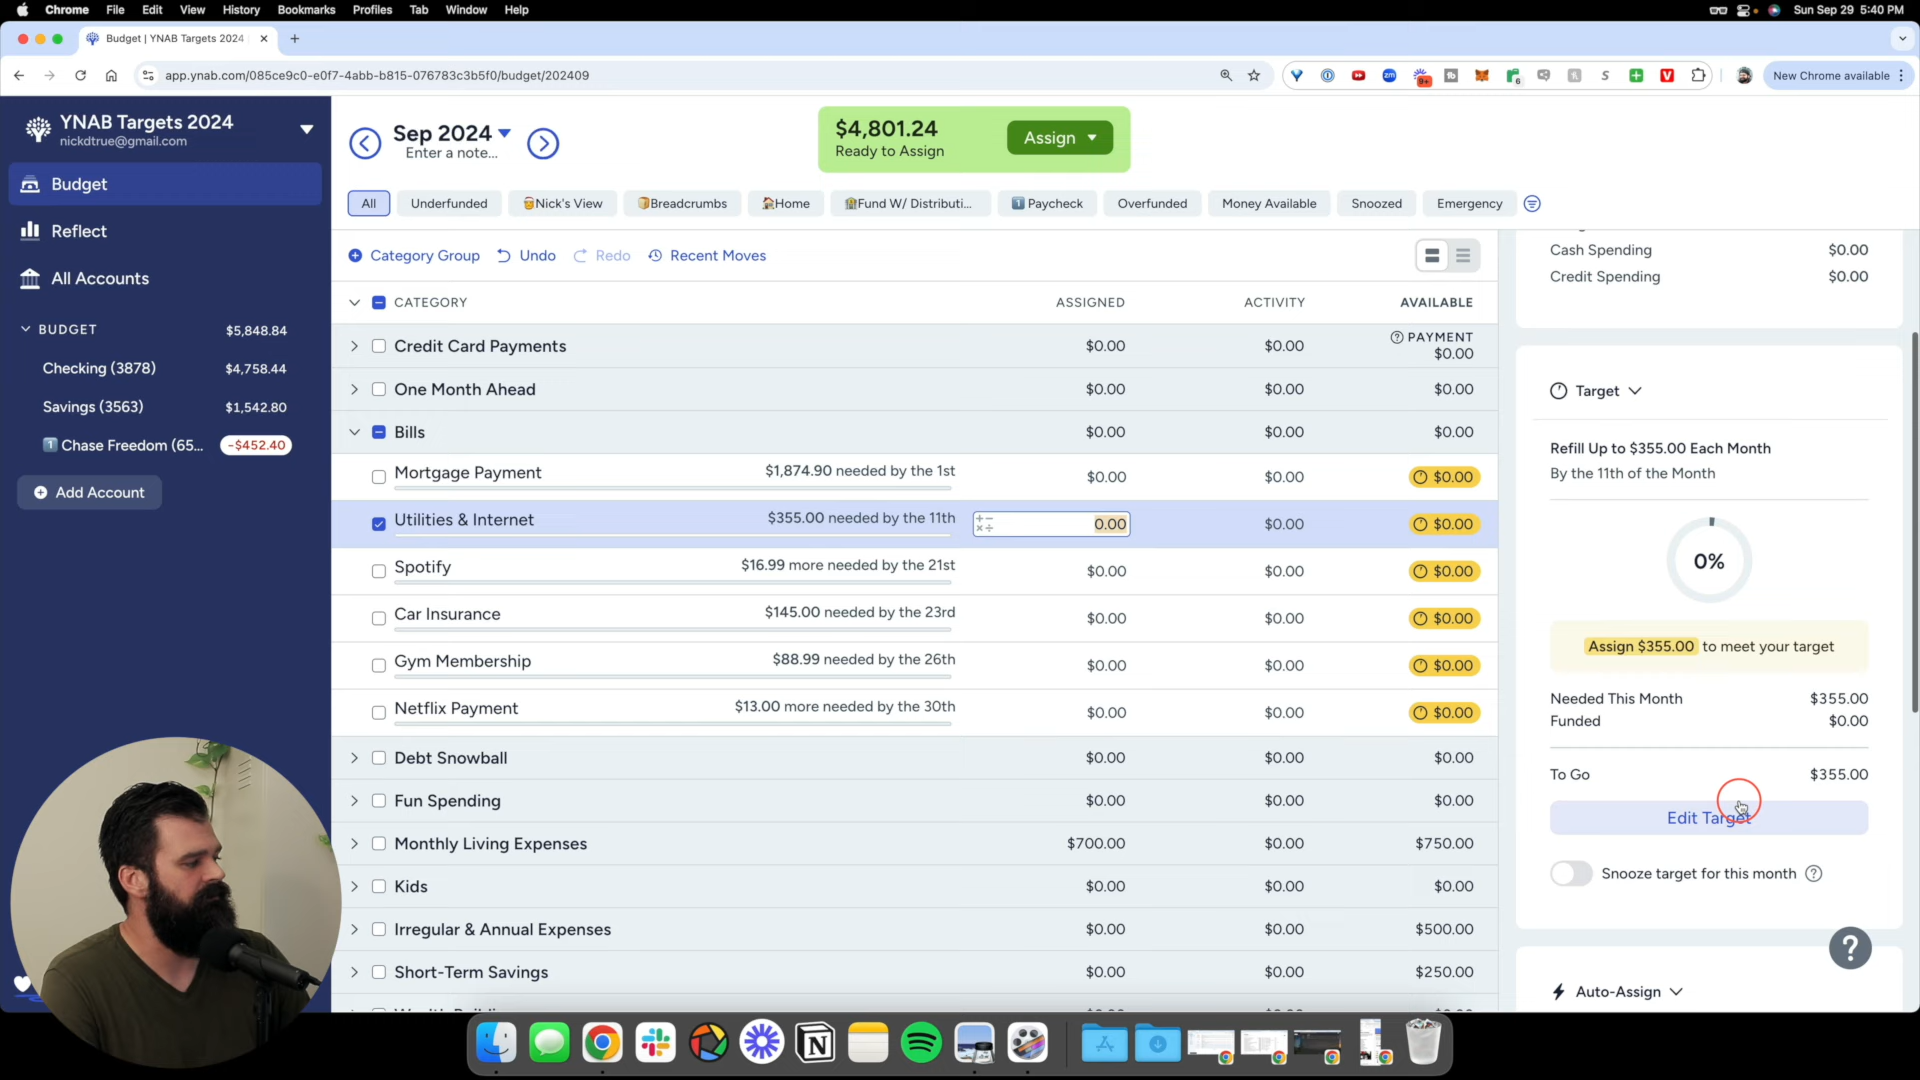 Chrome File Edit View History Bookmarks Profiles Tab Window Help
Sun Sep 29 5:40 PM
Budget | YNAB Targets 2024
app.ynab.com/085ce9c0-e0f7-4abb-b815-076783c3b5f0/budget/202409
New Chrome available
YNAB Targets 2024
nickdtrue@gmail.com
Budget
Reflect
All Accounts
BUDGET $5,848.84
Checking (3878) $4,758.44
Savings (3563) $1,542.80
Chase Freedom (65... -$452.40
Add Account
Sep 2024
Enter a note...
$4,801.24
Ready to Assign
Assign
All Underfunded Nick's View Breadcrumbs Home Fund W/ Distributi... Paycheck Overfunded Money Available Snoozed Emergency
Category Group Undo Redo Recent Moves
CATEGORY ASSIGNED ACTIVITY AVAILABLE
Credit Card Payments $0.00 $0.00 PAYMENT
$0.00
One Month Ahead $0.00 $0.00 $0.00
Bills $0.00 $0.00 $0.00
Mortgage Payment $1,874.90 needed by the 1st $0.00 $0.00 $0.00
Utilities & Internet $355.00 needed by the 11th 0.00 $0.00 $0.00
Spotify $16.99 more needed by the 21st $0.00 $0.00 $0.00
Car Insurance $145.00 needed by the 23rd $0.00 $0.00 $0.00
Gym Membership $88.99 needed by the 26th $0.00 $0.00 $0.00
Netflix Payment $13.00 more needed by the 30th $0.00 $0.00 $0.00
Debt Snowball $0.00 $0.00 $0.00
Fun Spending $0.00 $0.00 $0.00
Monthly Living Expenses $700.00 $0.00 $750.00
Kids $0.00 $0.00 $0.00
Irregular & Annual Expenses $0.00 $0.00 $500.00
Short-Term Savings $0.00 $0.00 $250.00
Cash Spending $0.00
Credit Spending $0.00
Target
Refill Up to $355.00 Each Month
By the 11th of the Month
0%
Assign $355.00 to meet your target
Needed This Month $355.00
Funded $0.00
To Go $355.00
Edit Target
Snooze target for this month
Auto-Assign